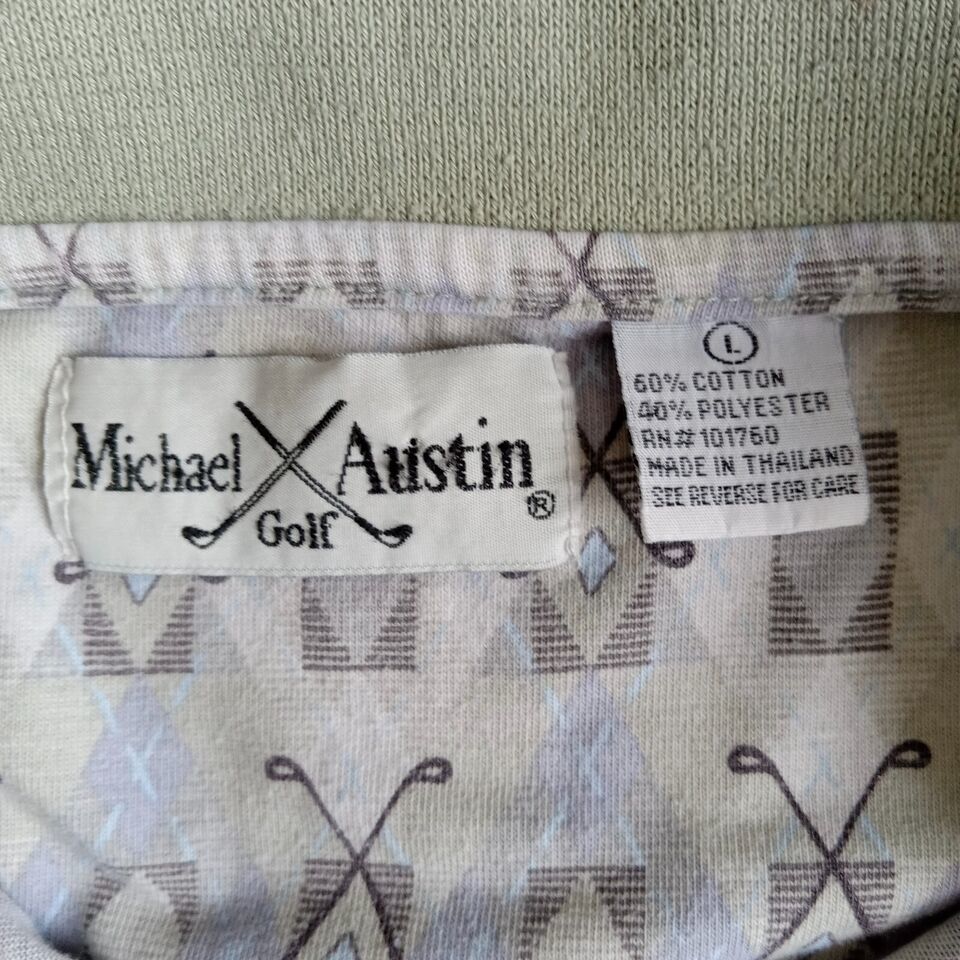 Michael Austin
Golf ®
L
60% COTTON
40% POLYESTER
RN# 101760
MADE IN THAILAND
SEE REVERSE FOR CARE